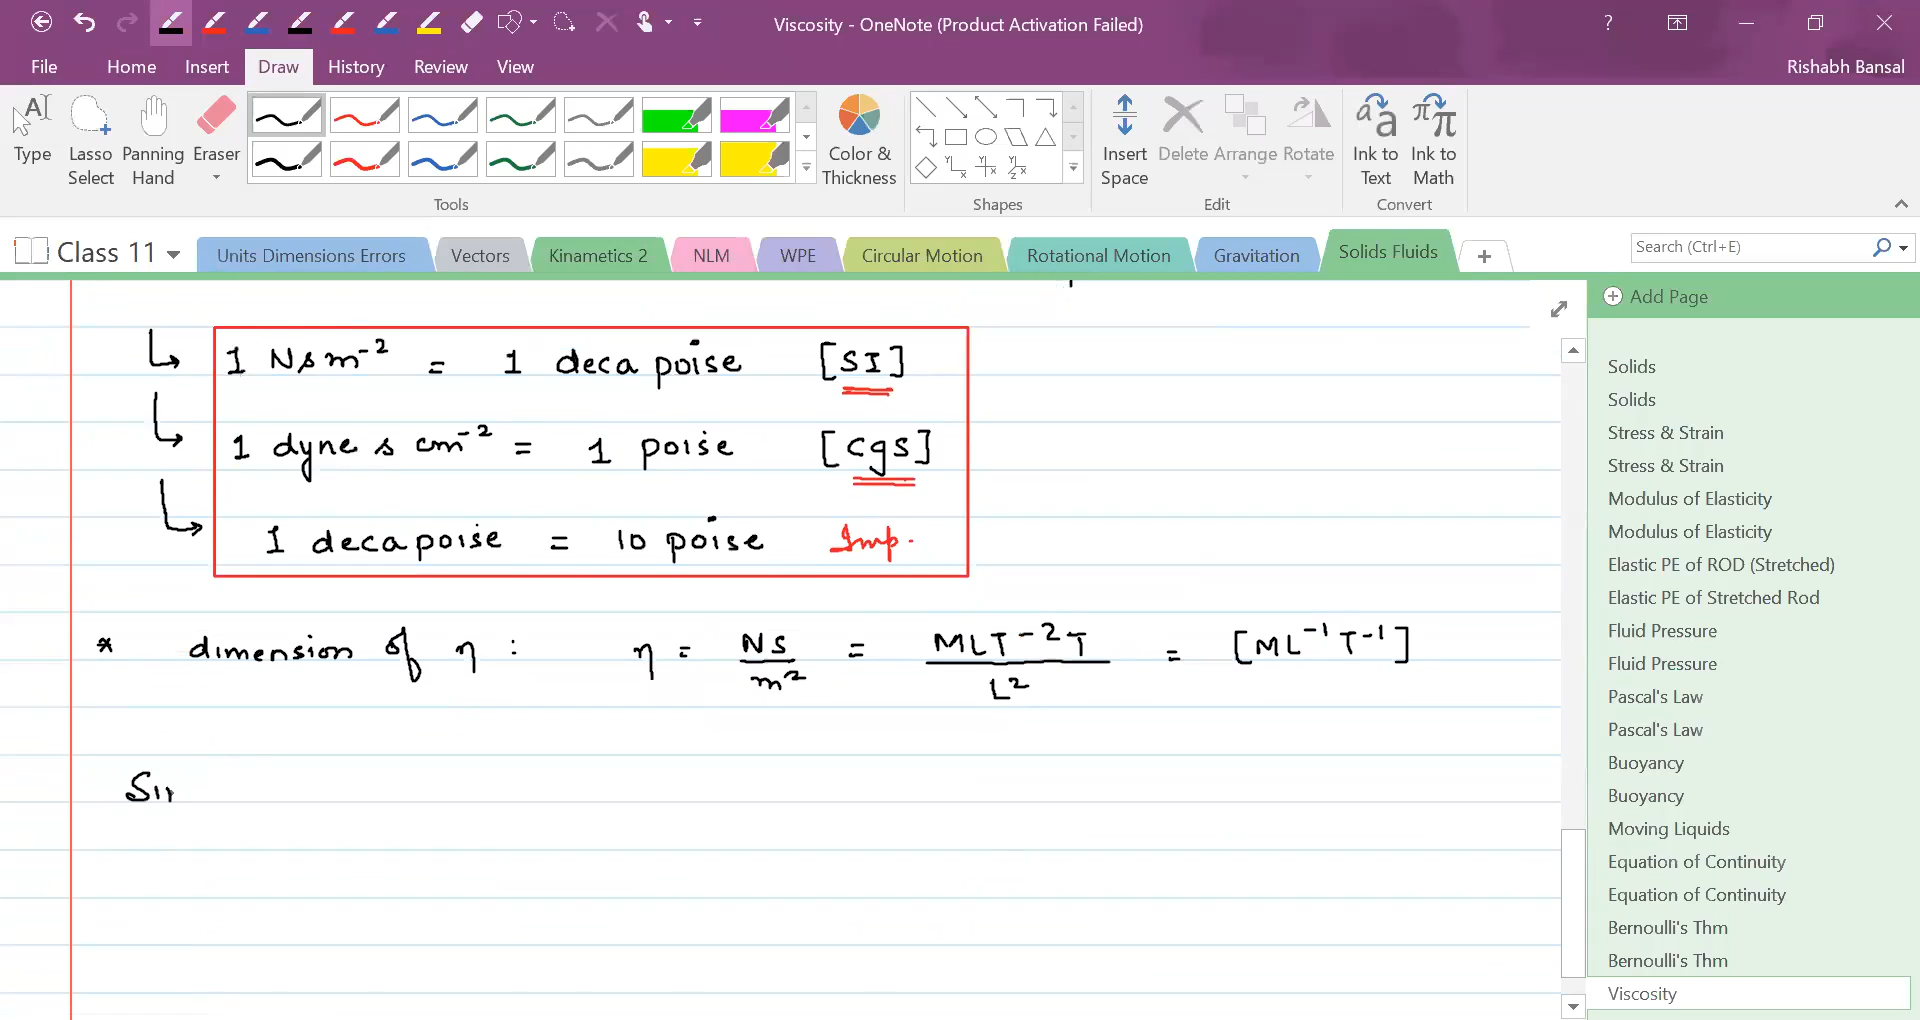 Viscosity - OneNote (Product Activation Failed)
?
File Home Insert Draw History Review View
Rishabh Bansal
Type
Lasso Select
Panning Hand
Eraser
Tools
Color & Thickness
Shapes
Insert Space
Delete Arrange Rotate
Edit
Ink to Text
Ink to Math
Convert
Class 11
Units Dimensions Errors
Vectors
Kinametics 2
NLM
WPE
Circular Motion
Rotational Motion
Gravitation
Solids Fluids
Search (Ctrl+E)
1 Nsm⁻² = 1 decapoise [SI]
1 dyne s cm⁻² = 1 poise [cgs]
1 decapoise = 10 poise Imp.
* dimension of η : η = NS/m² = MLT⁻²T/L² = [ML⁻¹T⁻¹]
Add Page
Solids
Solids
Stress & Strain
Stress & Strain
Modulus of Elasticity
Modulus of Elasticity
Elastic PE of ROD (Stretched)
Elastic PE of Stretched Rod
Fluid Pressure
Fluid Pressure
Pascal's Law
Pascal's Law
Buoyancy
Buoyancy
Moving Liquids
Equation of Continuity
Equation of Continuity
Bernoulli's Thm
Bernoulli's Thm
Viscosity